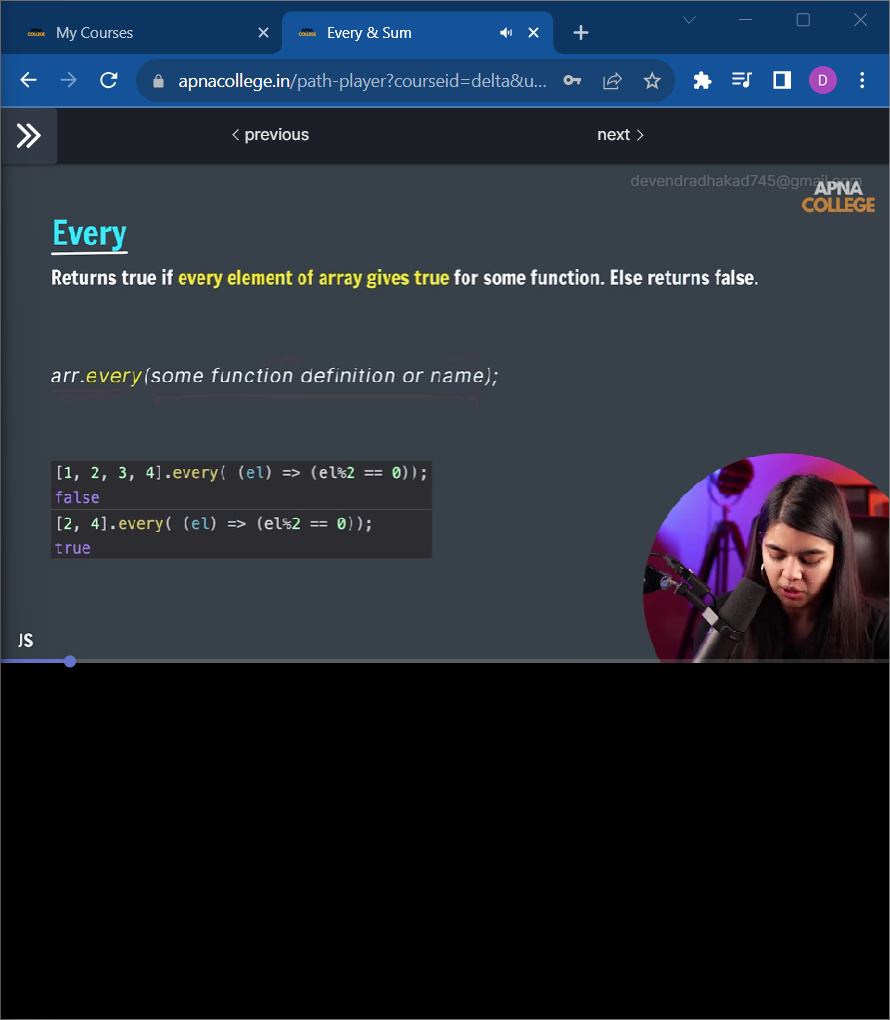 My Courses
Every & Sum
apnacollege.in/path-player?courseid=delta&u...
D
previous
next
devendradhakad745@gmail.com
APNA
COLLEGE
Every
Returns true if every element of array gives true for some function. Else returns false.
arr.every(some function definition or name);
[1, 2, 3, 4].every( (el) => (el%2 == 0));
false
[2, 4].every( (el) => (el%2 == 0));
true
JS